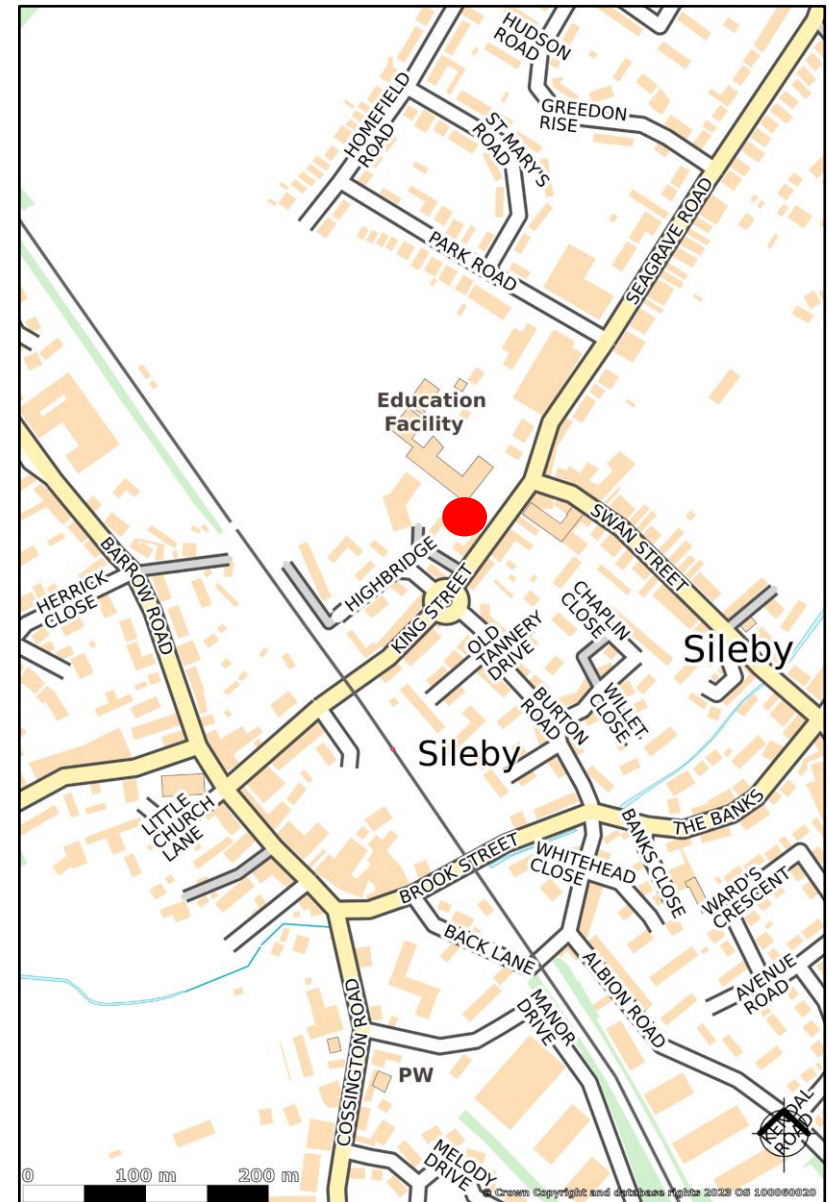 HUDSON
ROAD
GREEDON
RISE
HOMEFIELD
ROAD
ST-MARY'S
ROAD
SEAGRAVE ROAD
PARK ROAD
Education
Facility
SWAN STREET
BARROW ROAD
HIGHBRIDGE
HERRICK
CLOSE
KING STREET
CHAPLIN
CLOSE
OLD
TANNERY
DRIVE
Sileby
WILLET
CLOSE
BURTON
ROAD
Sileby
LITTLE
CHURCH
LANE
THE BANKS
BANKS CLOSE
BROOK STREET
WHITEHEAD
CLOSE
WARD'S
CRESCENT
BACK LANE
ALBION ROAD
AVENUE
ROAD
MANOR
DRIVE
COSSINGTON ROAD
PW
KENDAL
ROAD
MELODY
DRIVE
0 100 m 200 m
© Crown Copyright and database rights 2023 OS 100060020